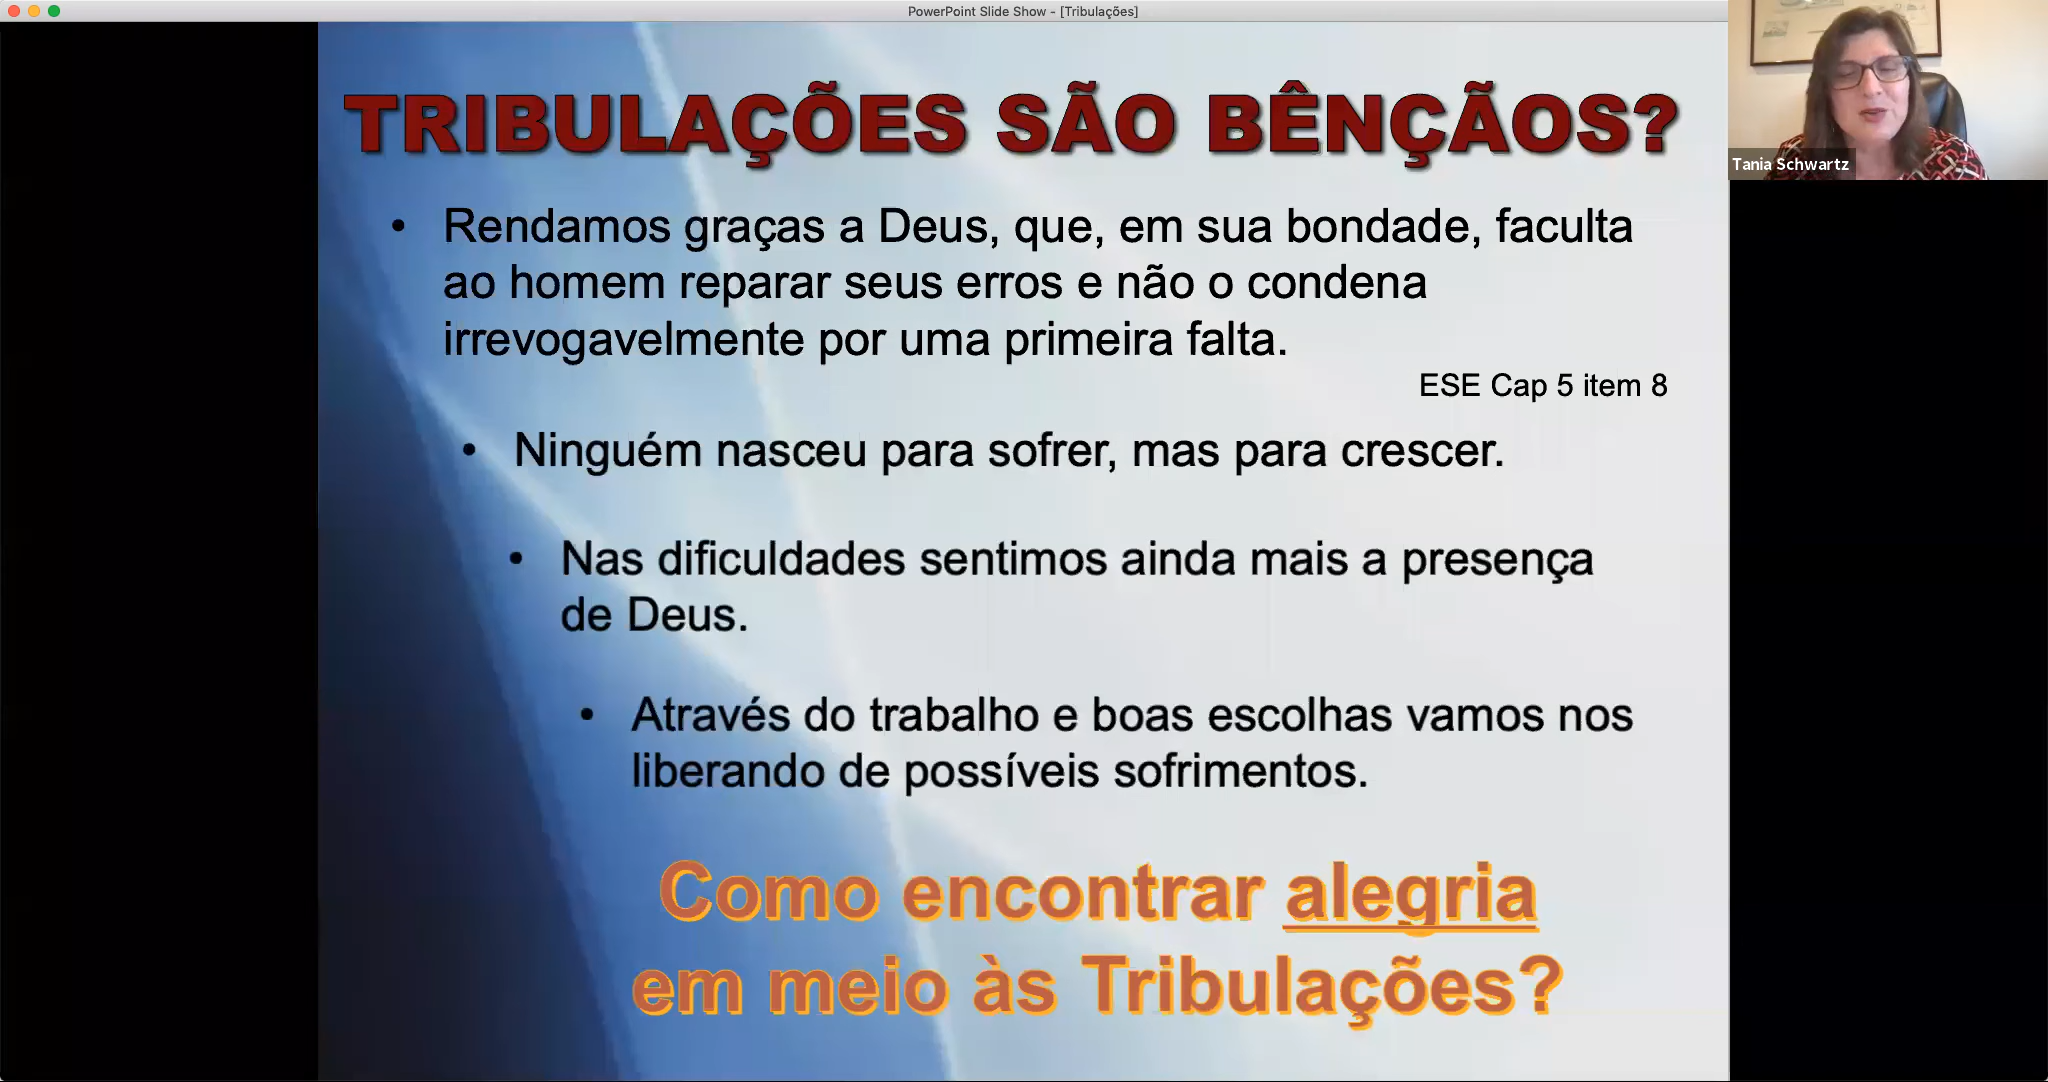 PowerPoint Slide Show - [Tribulações]
TRIBULAÇÕES SÃO BÊNÇÃOS?
Tania Schwartz
• Rendamos graças a Deus, que, em sua bondade, faculta
ao homem reparar seus erros e não o condena
irrevogavelmente por uma primeira falta.
ESE Cap 5 item 8
• Ninguém nasceu para sofrer, mas para crescer.
• Nas dificuldades sentimos ainda mais a presença
de Deus.
• Através do trabalho e boas escolhas vamos nos
liberando de possíveis sofrimentos.
Como encontrar alegria
em meio às Tribulações?